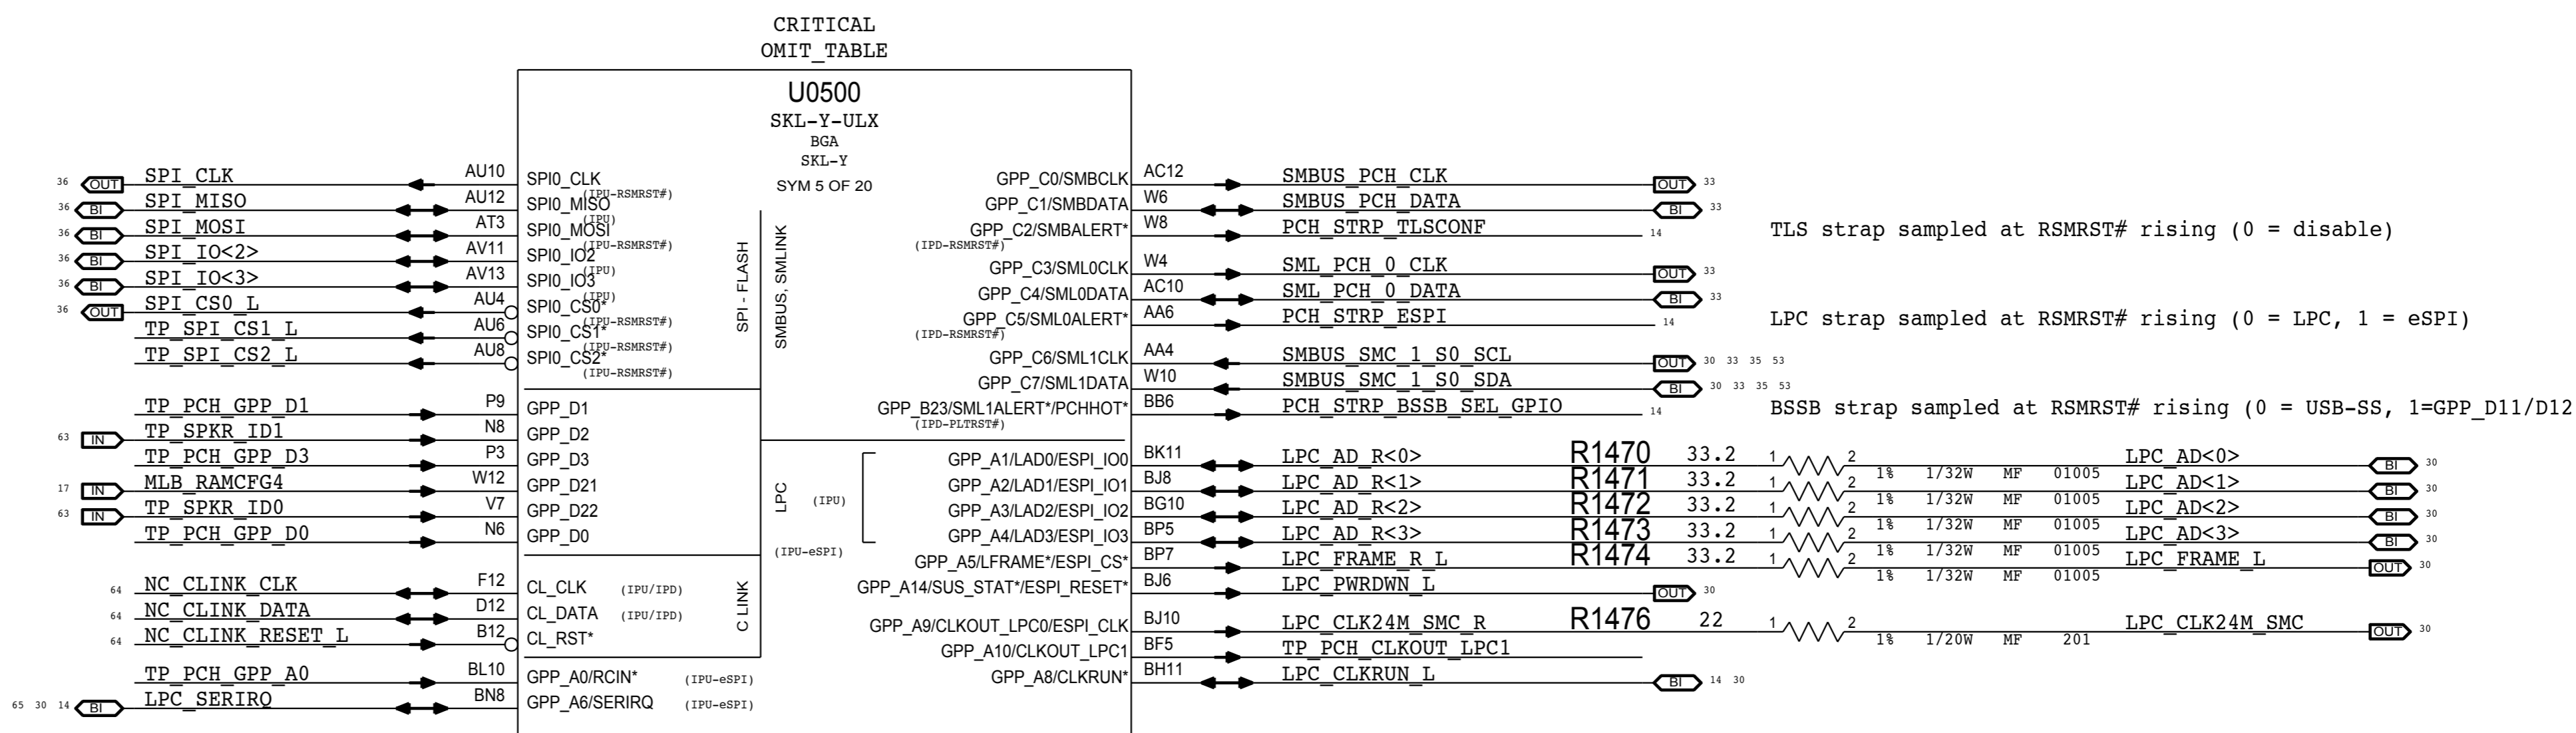 CRITICAL
OMIT_TABLE
U0500
SKL-Y-ULX
BGA
SKL-Y
SYM 5 OF 20
36 OUT SPI_CLK AU10 SPI0_CLK (IPU-RSMRST#)
36 BI SPI_MISO AU12 SPI0_MISO (IPU)
36 BI SPI_MOSI AT3 SPI0_MOSI (IPU-RSMRST#)
36 BI SPI_IO<2> AV11 SPI0_IO2 (IPU)
36 BI SPI_IO<3> AV13 SPI0_IO3 (IPU)
36 OUT SPI_CS0_L AU4 SPI0_CS0* (IPU-RSMRST#)
TP_SPI_CS1_L AU6 SPI0_CS1* (IPU-RSMRST#)
TP_SPI_CS2_L AU8 SPI0_CS2* (IPU-RSMRST#)
SPI - FLASH
SMBUS, SMLINK
TP_PCH_GPP_D1 P9 GPP_D1
63 IN TP_SPKR_ID1 N8 GPP_D2
TP_PCH_GPP_D3 P3 GPP_D3
17 IN MLB_RAMCFG4 W12 GPP_D21
63 IN TP_SPKR_ID0 V7 GPP_D22
TP_PCH_GPP_D0 N6 GPP_D0
64 NC_CLINK_CLK F12 CL_CLK (IPU/IPD)
64 NC_CLINK_DATA D12 CL_DATA (IPU/IPD)
64 NC_CLINK_RESET_L B12 CL_RST*
C LINK
TP_PCH_GPP_A0 BL10 GPP_A0/RCIN* (IPU-eSPI)
65 30 14 BI LPC_SERIRQ BN8 GPP_A6/SERIRQ (IPU-eSPI)
GPP_C0/SMBCLK AC12 SMBUS_PCH_CLK OUT 33
GPP_C1/SMBDATA W6 SMBUS_PCH_DATA BI 33
GPP_C2/SMBALERT* W8 PCH_STRP_TLSCONF 14 TLS strap sampled at RSMRST# rising (0 = disable)
(IPD-RSMRST#)
GPP_C3/SML0CLK W4 SML_PCH_0_CLK OUT 33
GPP_C4/SML0DATA AC10 SML_PCH_0_DATA BI 33
GPP_C5/SML0ALERT* AA6 PCH_STRP_ESPI 14 LPC strap sampled at RSMRST# rising (0 = LPC, 1 = eSPI)
(IPD-RSMRST#)
GPP_C6/SML1CLK AA4 SMBUS_SMC_1_S0_SCL OUT 30 33 35 53
GPP_C7/SML1DATA W10 SMBUS_SMC_1_S0_SDA BI 30 33 35 53
GPP_B23/SML1ALERT*/PCHHOT* BB6 PCH_STRP_BSSB_SEL_GPIO 14 BSSB strap sampled at RSMRST# rising (0 = USB-SS, 1=GPP_D11/D12
(IPD-PLTRST#)
LPC (IPU)
GPP_A1/LAD0/ESPI_IO0 BK11 LPC_AD_R<0> R1470 33.2 1 2 1% 1/32W MF 01005 LPC_AD<0> BI 30
GPP_A2/LAD1/ESPI_IO1 BJ8 LPC_AD_R<1> R1471 33.2 1 2 1% 1/32W MF 01005 LPC_AD<1> BI 30
GPP_A3/LAD2/ESPI_IO2 BG10 LPC_AD_R<2> R1472 33.2 1 2 1% 1/32W MF 01005 LPC_AD<2> BI 30
GPP_A4/LAD3/ESPI_IO3 BP5 LPC_AD_R<3> R1473 33.2 1 2 1% 1/32W MF 01005 LPC_AD<3> BI 30
(IPU-eSPI)
GPP_A5/LFRAME*/ESPI_CS* BP7 LPC_FRAME_R_L R1474 33.2 1 2 1% 1/32W MF 01005 LPC_FRAME_L OUT 30
GPP_A14/SUS_STAT*/ESPI_RESET* BJ6 LPC_PWRDWN_L OUT 30
GPP_A9/CLKOUT_LPC0/ESPI_CLK BJ10 LPC_CLK24M_SMC_R R1476 22 1 2 1% 1/20W MF 201 LPC_CLK24M_SMC OUT 30
GPP_A10/CLKOUT_LPC1 BF5 TP_PCH_CLKOUT_LPC1
GPP_A8/CLKRUN* BH11 LPC_CLKRUN_L BI 14 30